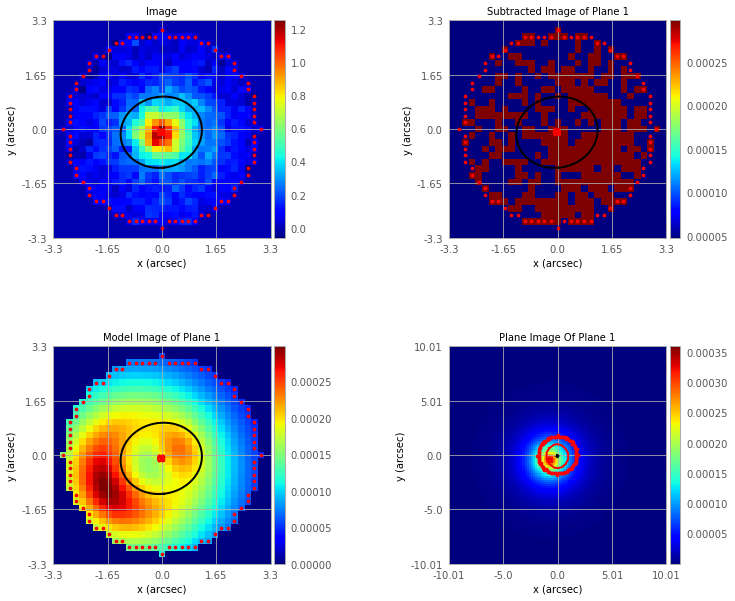 Image
3.3
1.65
0.0
-1.65
-3.3
y (arcsec)
-3.3 -1.65 0.0 1.65 3.3
x (arcsec)
1.2
1.0
0.8
0.6
0.4
0.2
0.0
Subtracted Image of Plane 1
3.3
1.65
0.0
-1.65
-3.3
y (arcsec)
-3.3 -1.65 0.0 1.65 3.3
x (arcsec)
0.00025
0.00020
0.00015
0.00010
0.00005
Model Image of Plane 1
3.3
1.65
0.0
-1.65
-3.3
y (arcsec)
-3.3 -1.65 0.0 1.65 3.3
x (arcsec)
0.00025
0.00020
0.00015
0.00010
0.00005
0.00000
Plane Image Of Plane 1
10.01
5.01
0.0
-5.0
-10.01
y (arcsec)
-10.01 -5.0 0.0 5.01 10.01
x (arcsec)
0.00035
0.00030
0.00025
0.00020
0.00015
0.00010
0.00005